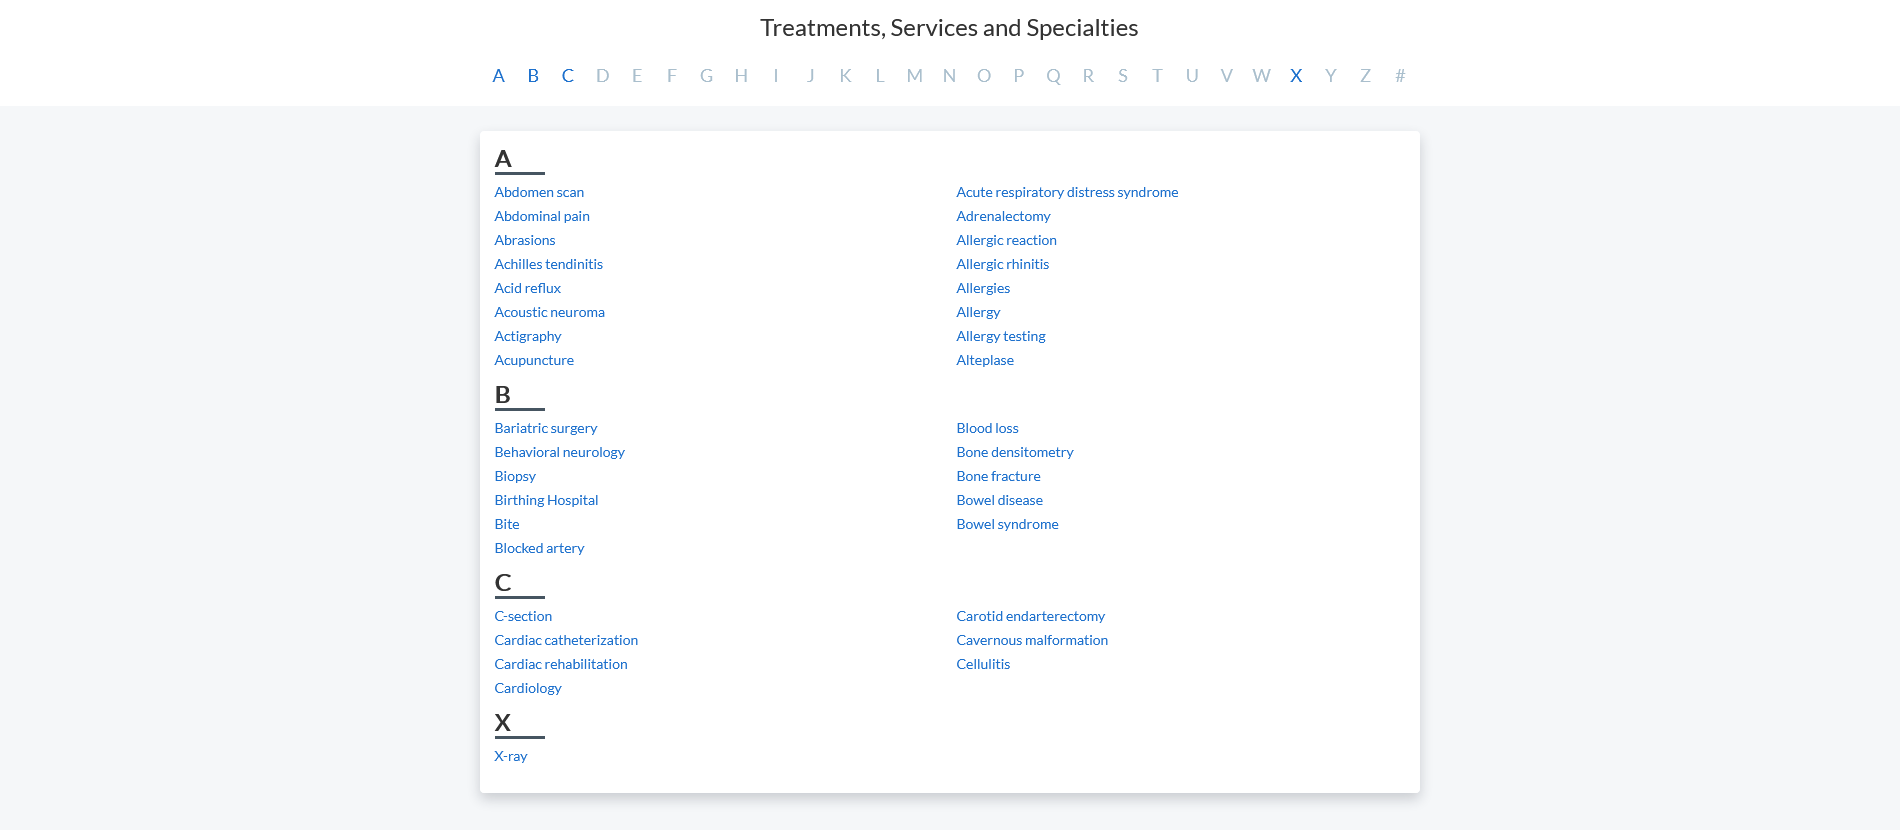 Treatments, Services and Specialties
A B C D E F G H I J K L M N O P Q R S T U V W X Y Z #
A
Abdomen scan
Abdominal pain
Abrasions
Achilles tendinitis
Acid reflux
Acoustic neuroma
Actigraphy
Acupuncture
Acute respiratory distress syndrome
Adrenalectomy
Allergic reaction
Allergic rhinitis
Allergies
Allergy
Allergy testing
Alteplase
B
Bariatric surgery
Behavioral neurology
Biopsy
Birthing Hospital
Bite
Blocked artery
Blood loss
Bone densitometry
Bone fracture
Bowel disease
Bowel syndrome
C
C-section
Cardiac catheterization
Cardiac rehabilitation
Cardiology
Carotid endarterectomy
Cavernous malformation
Cellulitis
X
X-ray